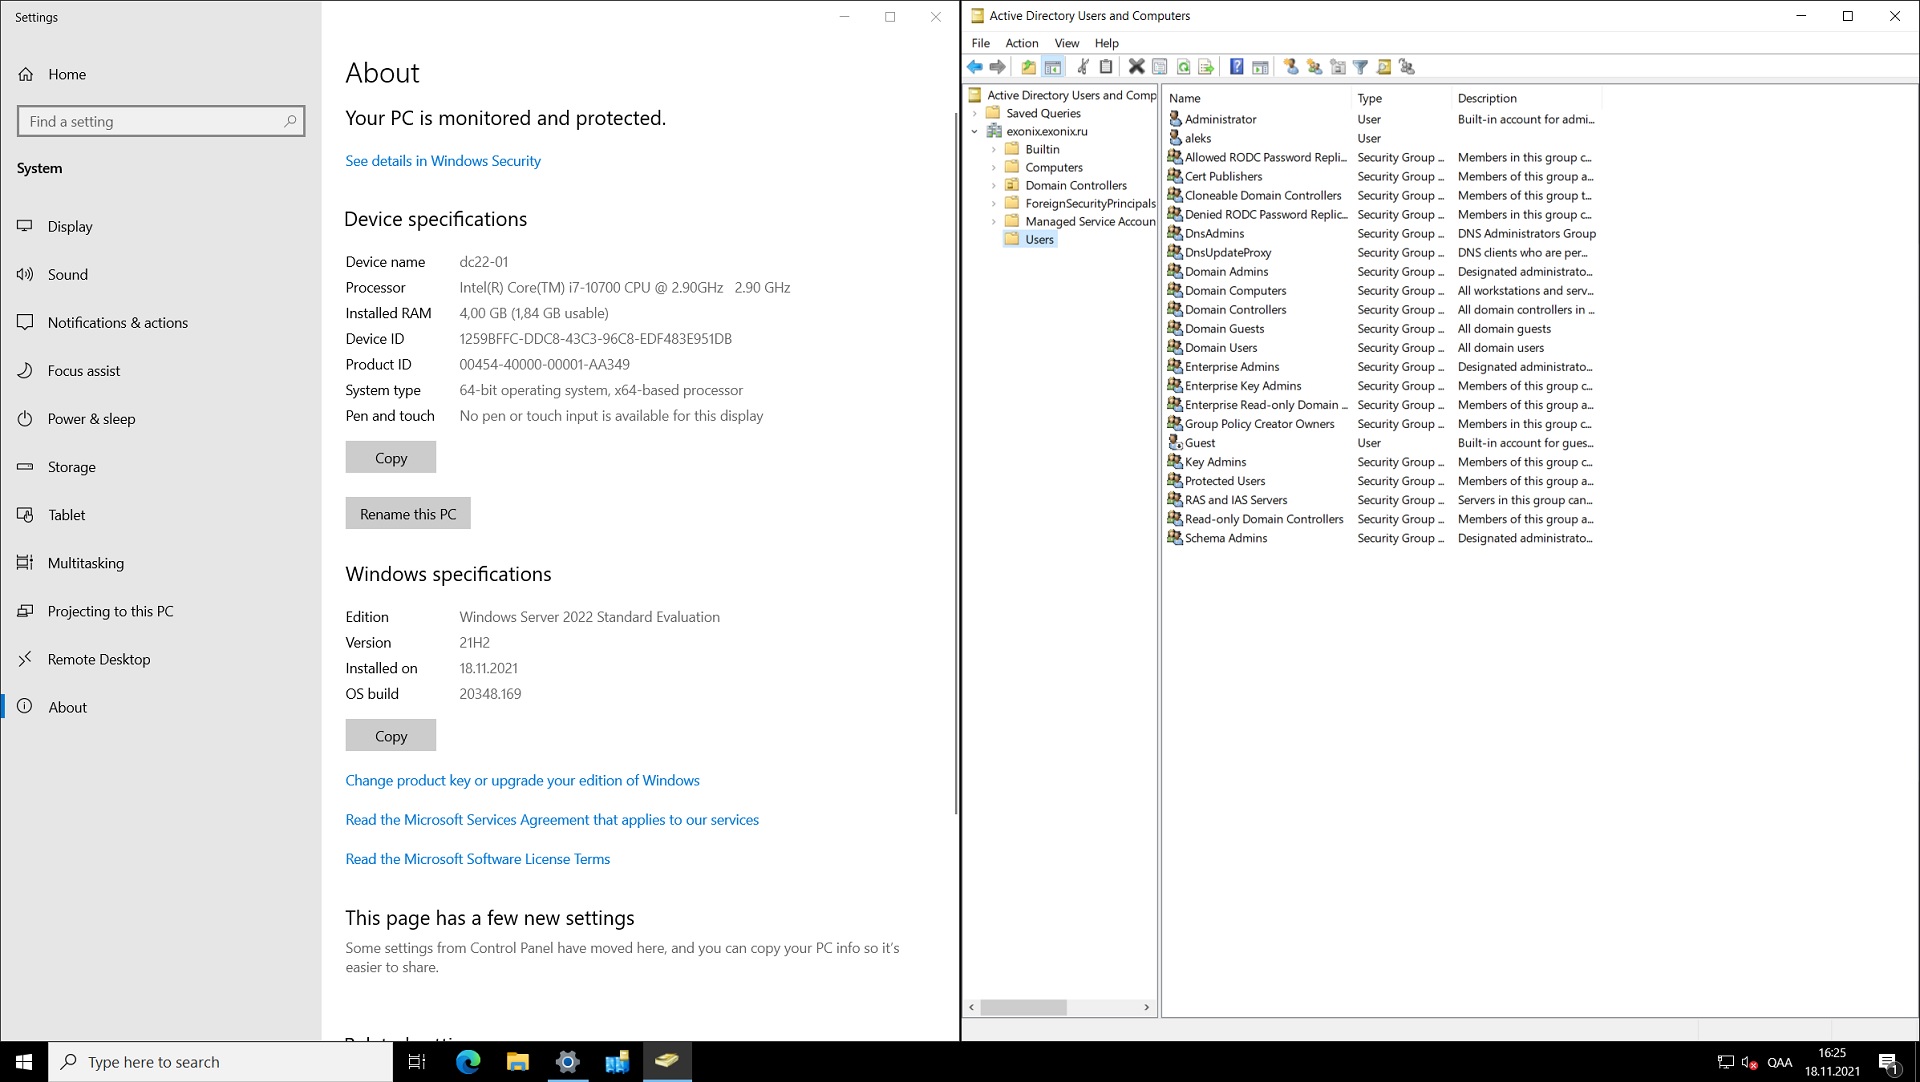 Settings
Home
Find a setting
System
Display
Sound
Notifications & actions
Focus assist
Power & sleep
Storage
Tablet
Multitasking
Projecting to this PC
Remote Desktop
About
About
Your PC is monitored and protected.
See details in Windows Security
Device specifications
Device name dc22-01
Processor Intel(R) Core(TM) i7-10700 CPU @ 2.90GHz 2.90 GHz
Installed RAM 4,00 GB (1,84 GB usable)
Device ID 1259BFFC-DDC8-43C3-96C8-EDF483E951DB
Product ID 00454-40000-00001-AA349
System type 64-bit operating system, x64-based processor
Pen and touch No pen or touch input is available for this display
Copy
Rename this PC
Windows specifications
Edition Windows Server 2022 Standard Evaluation
Version 21H2
Installed on 18.11.2021
OS build 20348.169
Copy
Change product key or upgrade your edition of Windows
Read the Microsoft Services Agreement that applies to our services
Read the Microsoft Software License Terms
This page has a few new settings
Some settings from Control Panel have moved here, and you can copy your PC info so it's
easier to share.
Active Directory Users and Computers
File Action View Help
Active Directory Users and Comp
Saved Queries
exonix.exonix.ru
Builtin
Computers
Domain Controllers
ForeignSecurityPrincipals
Managed Service Accoun
Users
Name Type Description
Administrator User Built-in account for admi...
aleks User
Allowed RODC Password Repli... Security Group ... Members in this group c...
Cert Publishers Security Group ... Members of this group a...
Cloneable Domain Controllers Security Group ... Members of this group t...
Denied RODC Password Replic... Security Group ... Members in this group c...
DnsAdmins Security Group ... DNS Administrators Group
DnsUpdateProxy Security Group ... DNS clients who are per...
Domain Admins Security Group ... Designated administrato...
Domain Computers Security Group ... All workstations and serv...
Domain Controllers Security Group ... All domain controllers in ...
Domain Guests Security Group ... All domain guests
Domain Users Security Group ... All domain users
Enterprise Admins Security Group ... Designated administrato...
Enterprise Key Admins Security Group ... Members of this group c...
Enterprise Read-only Domain ... Security Group ... Members of this group a...
Group Policy Creator Owners Security Group ... Members in this group c...
Guest User Built-in account for gues...
Key Admins Security Group ... Members of this group c...
Protected Users Security Group ... Members of this group a...
RAS and IAS Servers Security Group ... Servers in this group can...
Read-only Domain Controllers Security Group ... Members of this group a...
Schema Admins Security Group ... Designated administrato...
Type here to search
QAA
16:25
18.11.2021
1